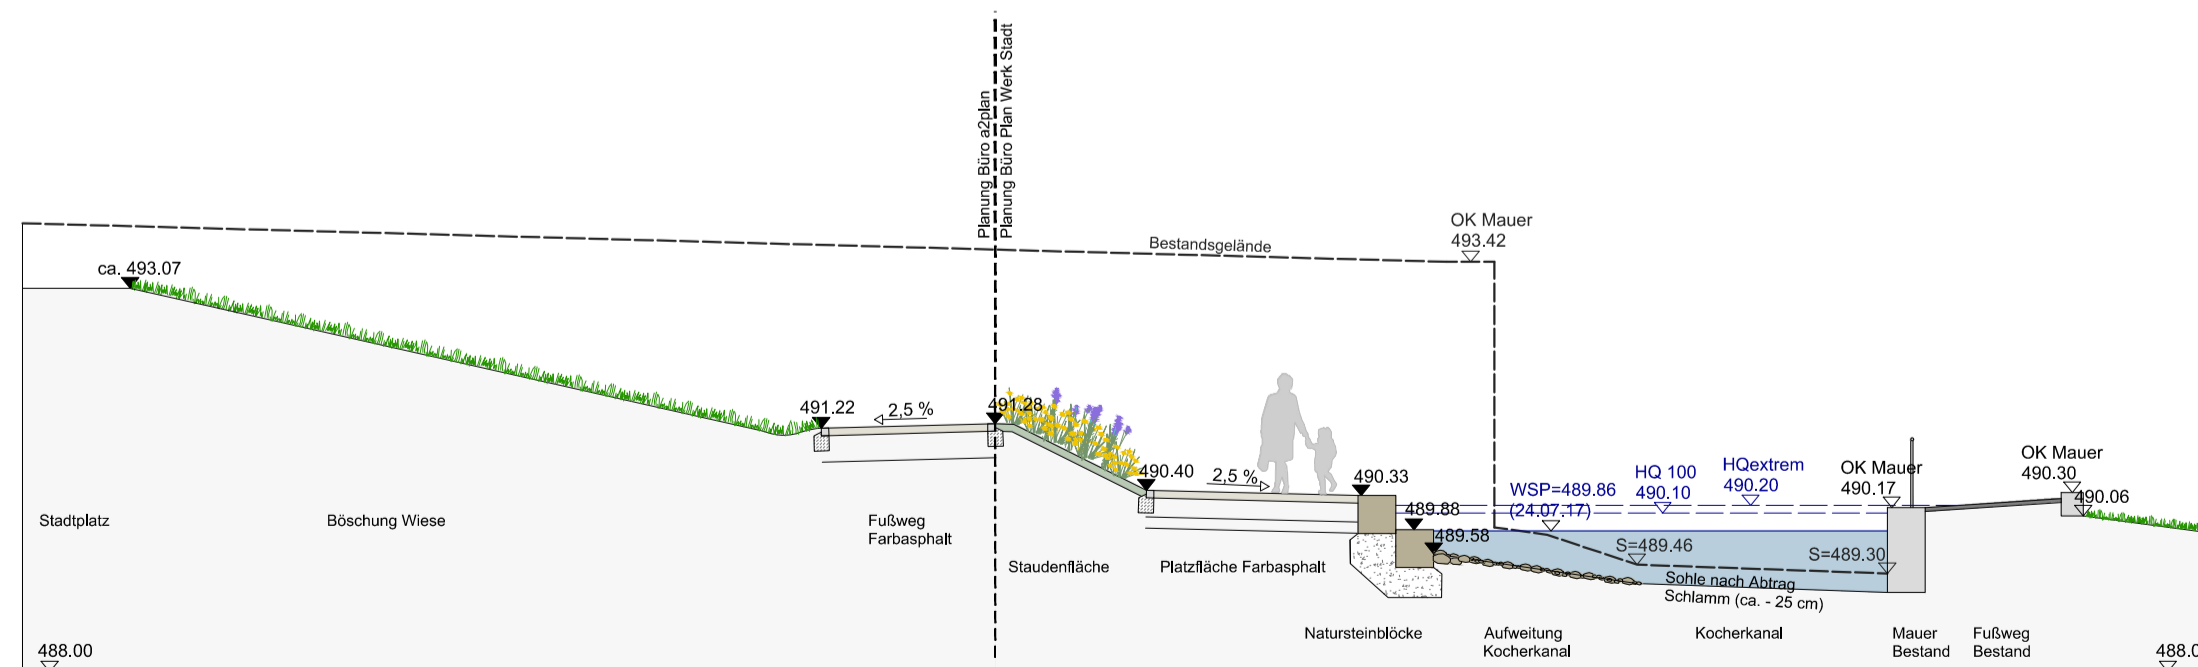 Planung Büro a2plan
Planung Büro Plan Werk Stadt
OK Mauer
493.42
Bestandsgelände
ca. 493.07
491.22
2,5 %
491.28
490.40
2,5 %
490.33
489.88
489.58
WSP=489.86
(24.07.17)
HQ 100
490.10
HQextrem
490.20
OK Mauer
490.17
OK Mauer
490.30
490.06
S=489.46
S=489.30
Sohle nach Abtrag
Schlamm (ca. - 25 cm)
Stadtplatz
Böschung Wiese
Fußweg
Farbasphalt
Staudenfläche
Platzfläche Farbasphalt
Natursteinblöcke
Aufweitung
Kocherkanal
Kocherkanal
Mauer
Bestand
Fußweg
Bestand
488.00
488.0